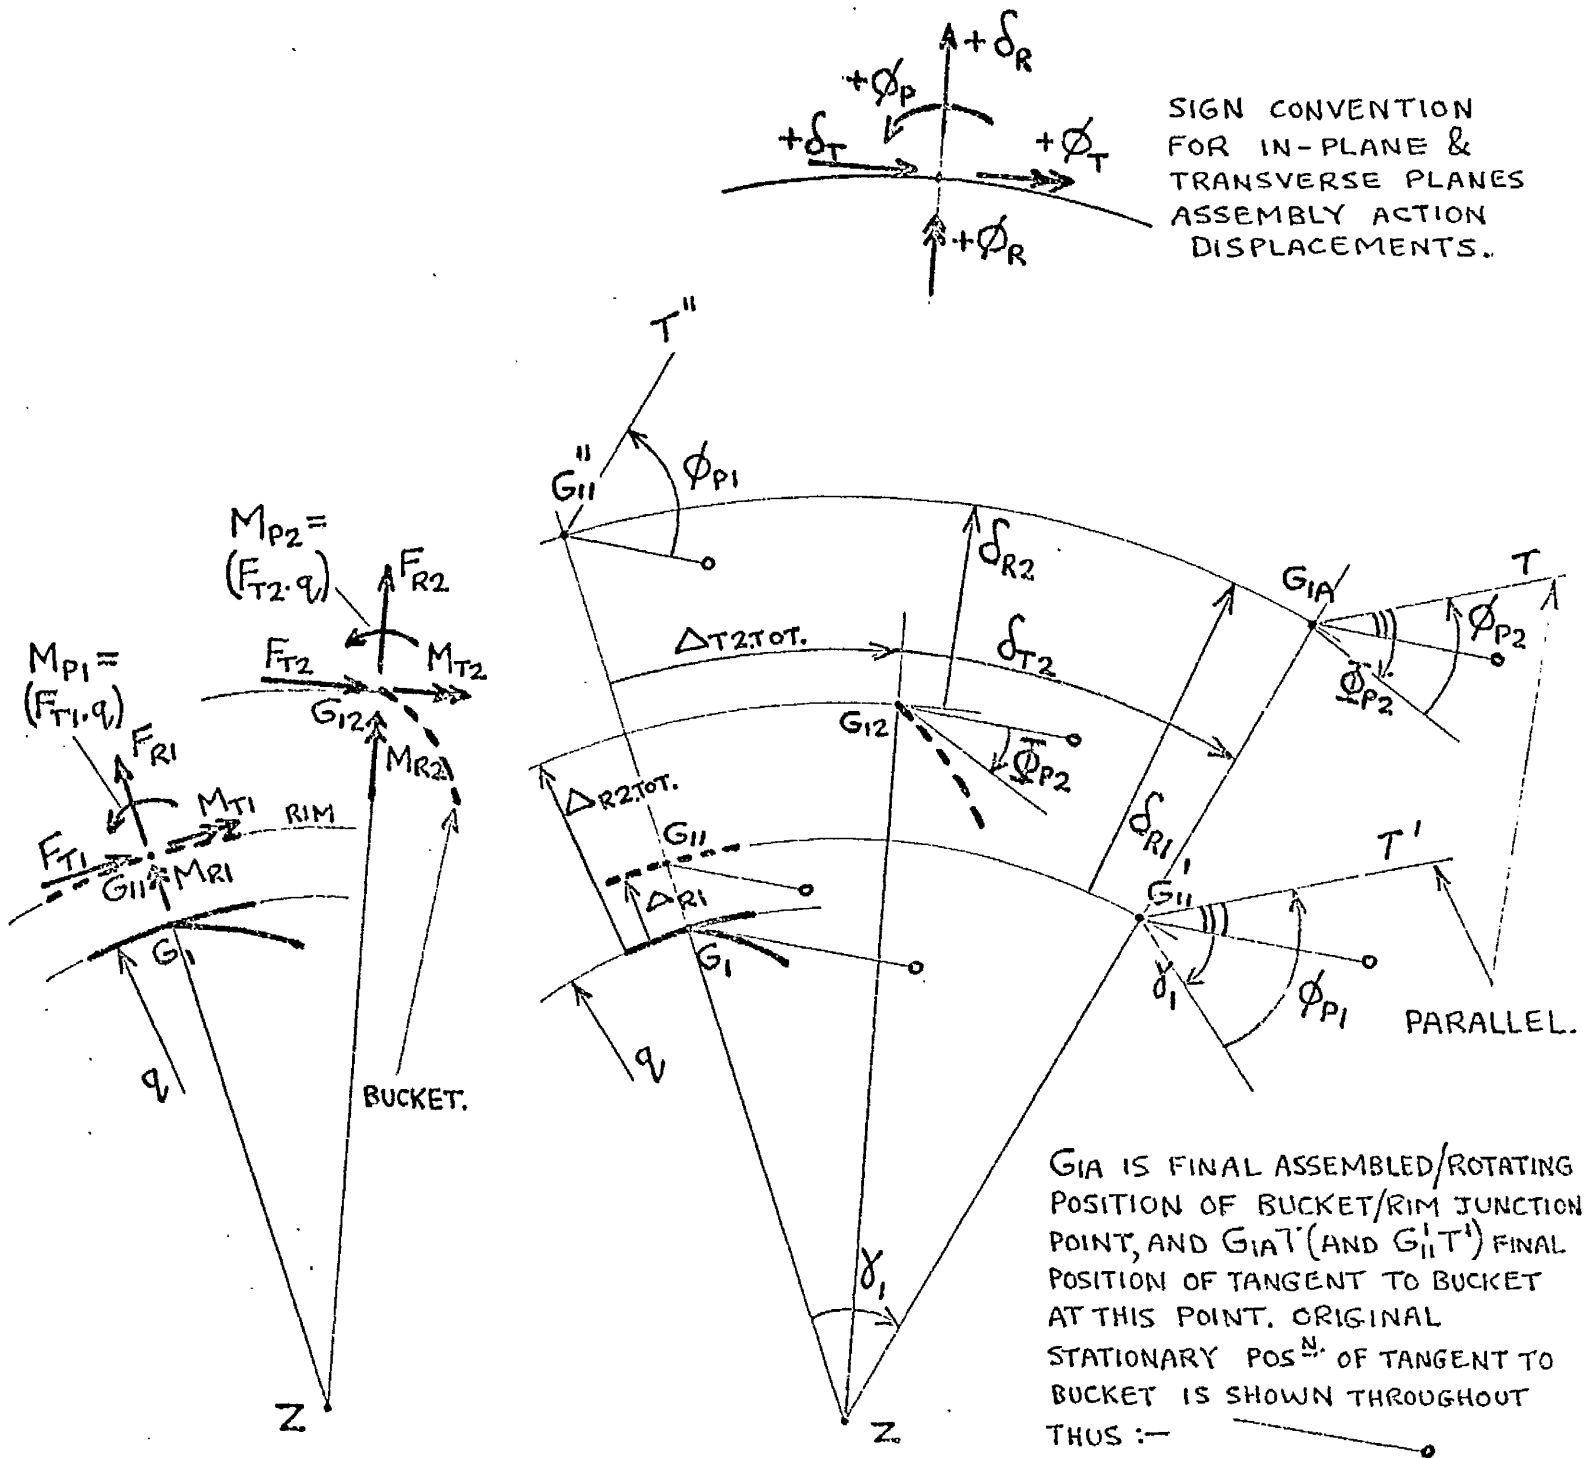 +δR
+ØP
+δT
+ØT
+ØR
SIGN CONVENTION
FOR IN-PLANE &
TRANSVERSE PLANES
ASSEMBLY ACTION
DISPLACEMENTS.
T"
G11"
ØP1
MP2=
(FT2.q)
FR2
FT2
MT2
G12
MR2
MP1=
(FT1.q)
FR1
MT1
RIM
FT1
G11
MR1
G1
q
BUCKET.
Z
δR2
ΔT2.TOT.
δT2
G1A
T
ØP2
ΦP2
G12
ΦP2
ΔR2.TOT.
δR1
G11
ΔR1
G1
G11'
T'
γ1
ØP1
PARALLEL.
q
γ1
Z
G1A IS FINAL ASSEMBLED/ROTATING
POSITION OF BUCKET/RIM JUNCTION
POINT, AND G1AT (AND G11'T') FINAL
POSITION OF TANGENT TO BUCKET
AT THIS POINT. ORIGINAL
STATIONARY POSN. OF TANGENT TO
BUCKET IS SHOWN THROUGHOUT
THUS :-